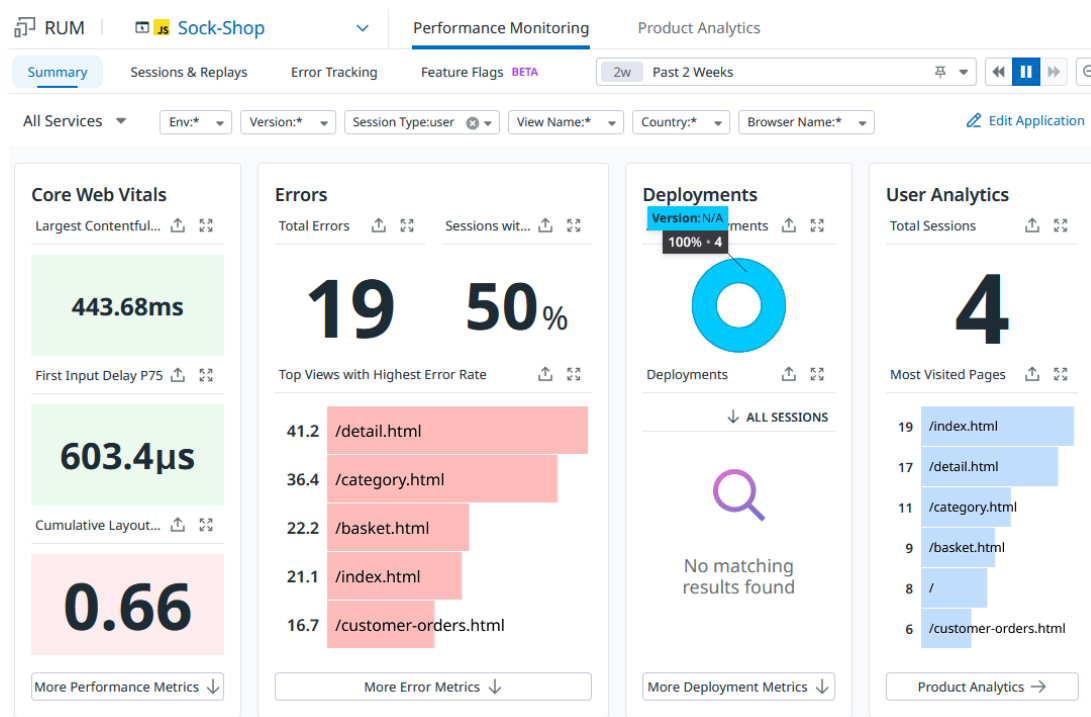 RUM
JS Sock-Shop
Performance Monitoring
Product Analytics
Summary
Sessions & Replays
Error Tracking
Feature Flags BETA
2w Past 2 Weeks
All Services
Env:*
Version:*
Session Type:user
View Name:*
Country:*
Browser Name:*
Edit Application
Core Web Vitals
Largest Contentful...
443.68ms
First Input Delay P75
603.4µs
Cumulative Layout...
0.66
More Performance Metrics
Errors
Total Errors
19
Sessions wit...
50%
Top Views with Highest Error Rate
41.2 /detail.html
36.4 /category.html
22.2 /basket.html
21.1 /index.html
16.7 /customer-orders.html
More Error Metrics
Deployments
Version:N/A
100% • 4
Deployments
ALL SESSIONS
No matching
results found
More Deployment Metrics
User Analytics
Total Sessions
4
Most Visited Pages
19 /index.html
17 /detail.html
11 /category.html
9 /basket.html
8 /
6 /customer-orders.html
Product Analytics